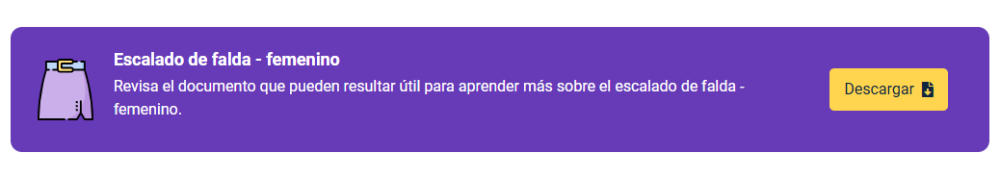 Escalado de falda - femenino
Revisa el documento que pueden resultar útil para aprender más sobre el escalado de falda -
femenino.
Descargar